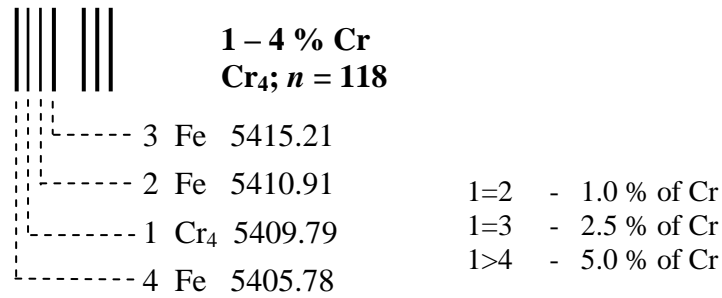 1 – 4 % Cr
Cr₄; n = 118
3 Fe 5415.21
2 Fe 5410.91
1 Cr₄ 5409.79
4 Fe 5405.78
1=2 - 1.0 % of Cr
1=3 - 2.5 % of Cr
1>4 - 5.0 % of Cr